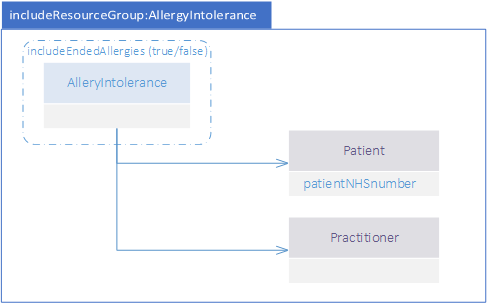 includeResourceGroup:AllergyIntolerance
includeEndedAllergies (true/false)
AlleryIntolerance
Patient
patientNHSnumber
Practitioner